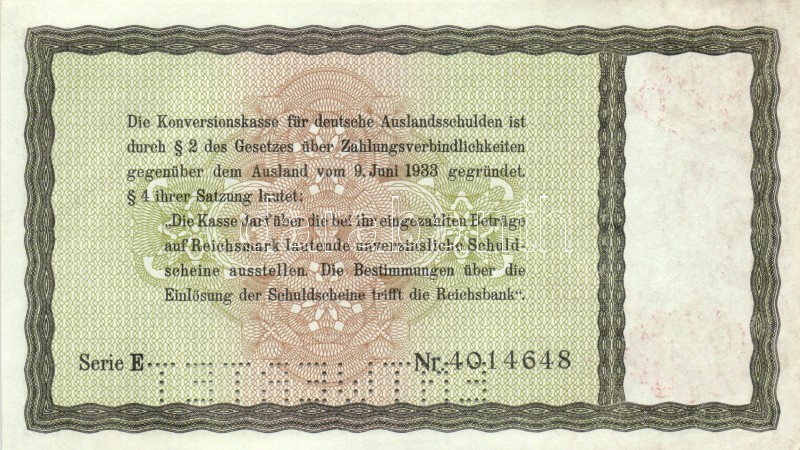 Die Konversionskasse für deutsche Auslandsschulden ist
durch § 2 des Gesetzes über Zahlungsverbindlichkeiten
gegenüber dem Ausland vom 9. Juni 1933 gegründet.
§ 4 ihrer Satzung lautet:
„Die Kasse darf über die bei ihr eingezahlten Beträge
auf Reichsmark lautende unverzinsliche Schuld-
scheine ausstellen. Die Bestimmungen über die
Einlösung der Schuldscheine trifft die Reichsbank“.
Serie E
Nr. 4014648
ENTWERTET
dreamstime